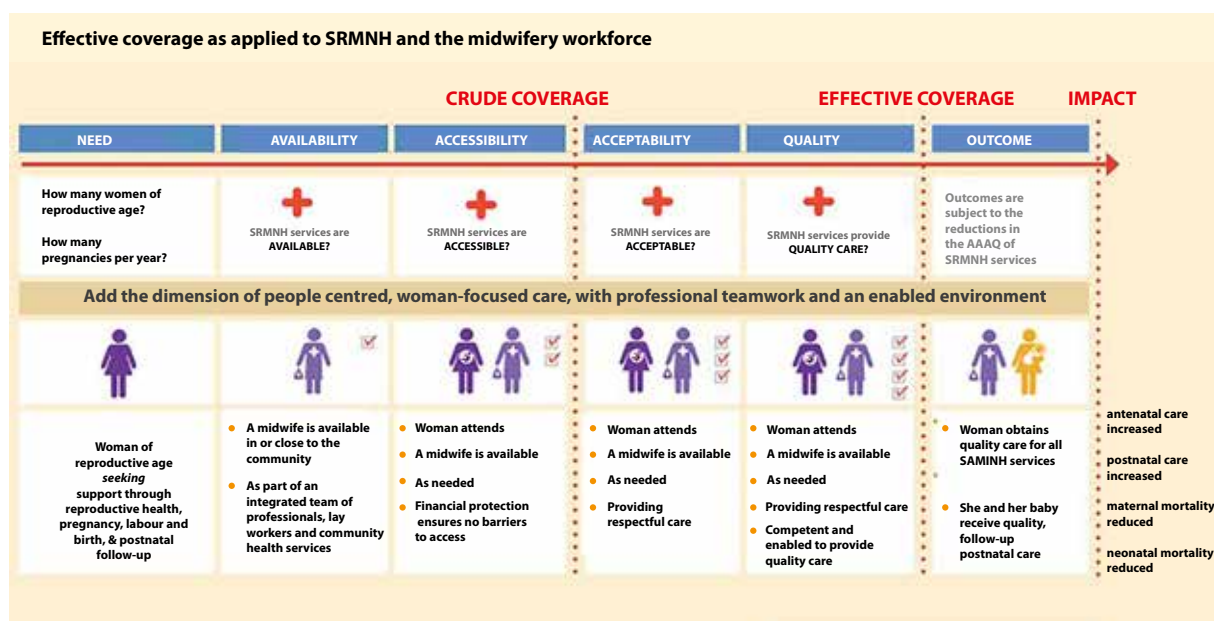 Effective coverage as applied to SRMNH and the midwifery workforce
CRUDE COVERAGE
EFFECTIVE COVERAGE
IMPACT
NEED
AVAILABILITY
ACCESSIBILITY
ACCEPTABILITY
QUALITY
OUTCOME
How many women of
reproductive age?
How many
pregnancies per year?
SRMNH services are
AVAILABLE?
SRMNH services are
ACCESSIBLE?
SRMNH services are
ACCEPTABLE?
SRMNH services provide
QUALITY CARE?
Outcomes are
subject to the
reductions in
the AAAQ of
SRMNH services
Add the dimension of people centred, woman-focused care, with professional teamwork and an enabled environment
Woman of
reproductive age
seeking
support through
reproductive health,
pregnancy, labour and
birth, & postnatal
follow-up
A midwife is available
in or close to the
community
As part of an
integrated team of
professionals, lay
workers and community
health services
Woman attends
A midwife is available
As needed
Financial protection
ensures no barriers
to access
Woman attends
A midwife is available
As needed
Providing
respectful care
Woman attends
A midwife is available
As needed
Providing respectful care
Competent and
enabled to provide
quality care
Woman obtains
quality care for all
SAMINH services
She and her baby
receive quality,
follow-up
postnatal care
antenatal care
increased
postnatal care
increased
maternal mortality
reduced
neonatal mortality
reduced